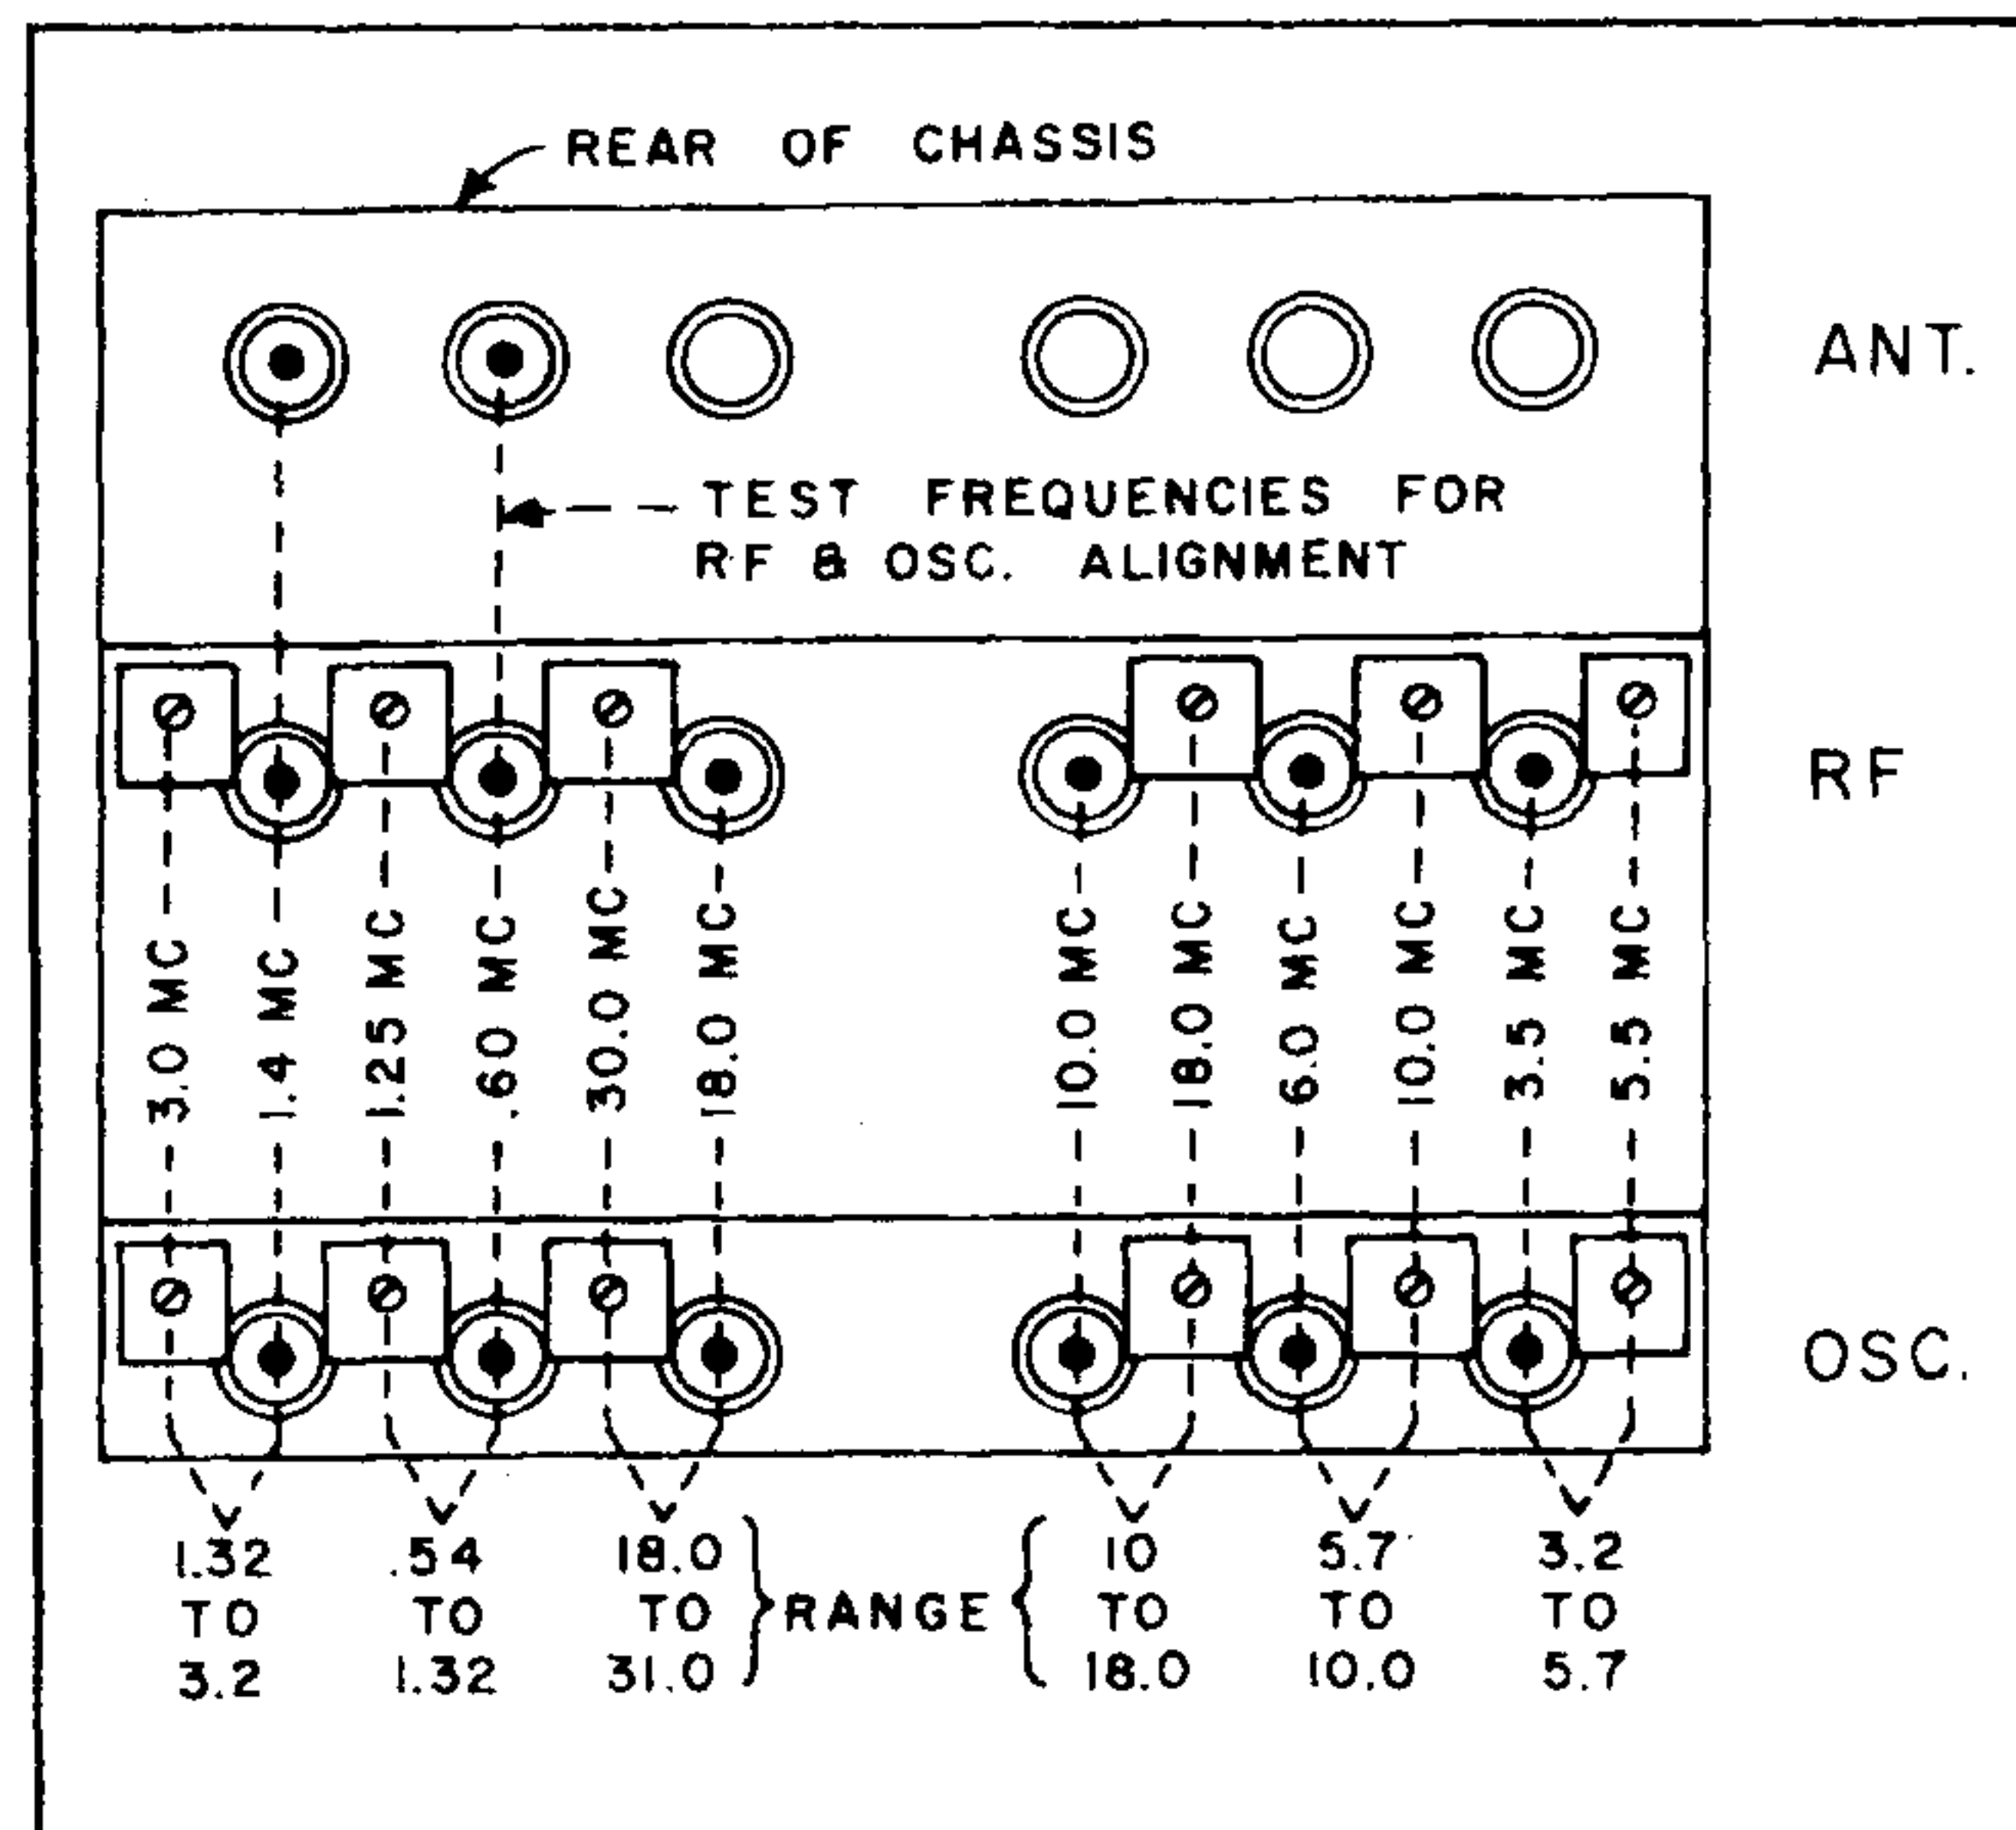 REAR OF CHASSIS
ANT.
TEST FREQUENCIES FOR
RF & OSC. ALIGNMENT
RF
3.0 MC
1.4 MC
1.25 MC
.60 MC
30.0 MC
18.0 MC
10.0 MC
18.0 MC
6.0 MC
10.0 MC
3.5 MC
5.5 MC
OSC.
1.32
TO
3.2
.54
TO
1.32
18.0
TO
31.0
RANGE
10
TO
18.0
5.7
TO
10.0
3.2
TO
5.7